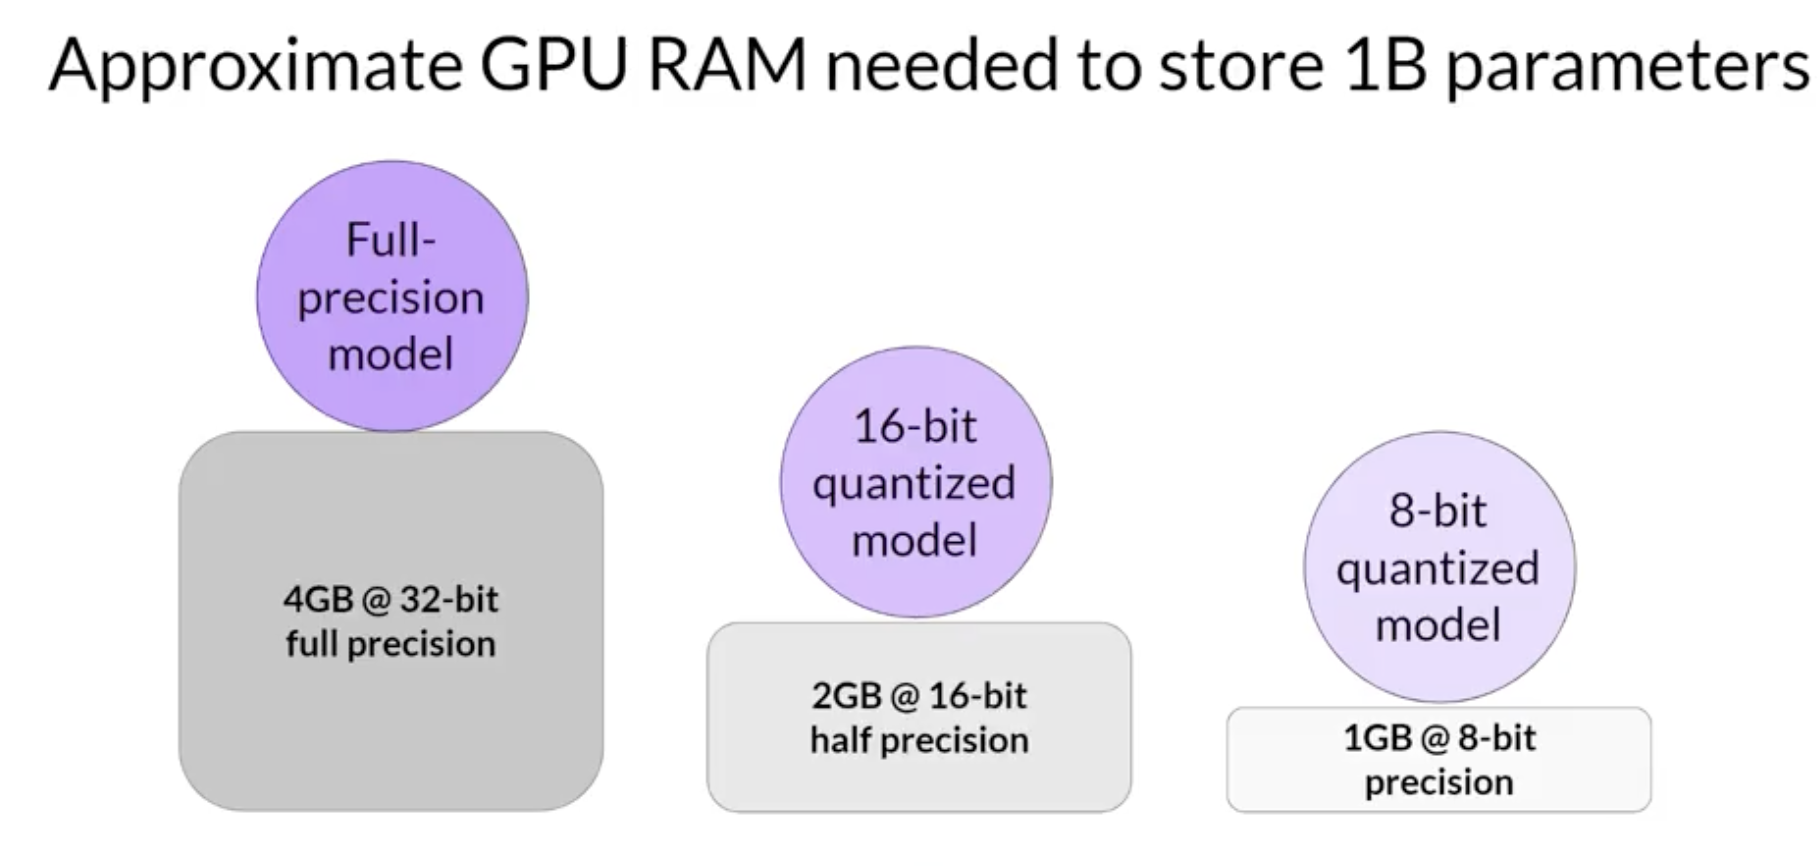 Approximate GPU RAM needed to store 1B parameters
Full-
precision
model
4GB @ 32-bit
full precision
16-bit
quantized
model
2GB @ 16-bit
half precision
8-bit
quantized
model
1GB @ 8-bit
precision